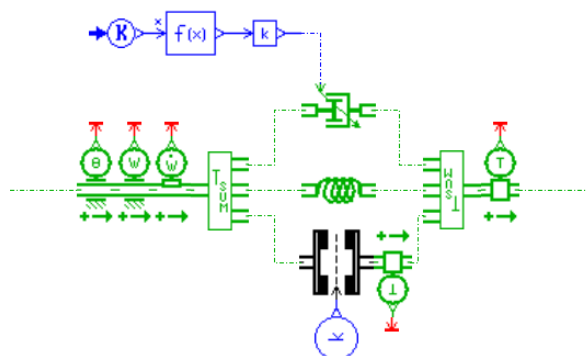 x
K f(x) k
θ W Ẇ T
T SUM
T SUM
T
K